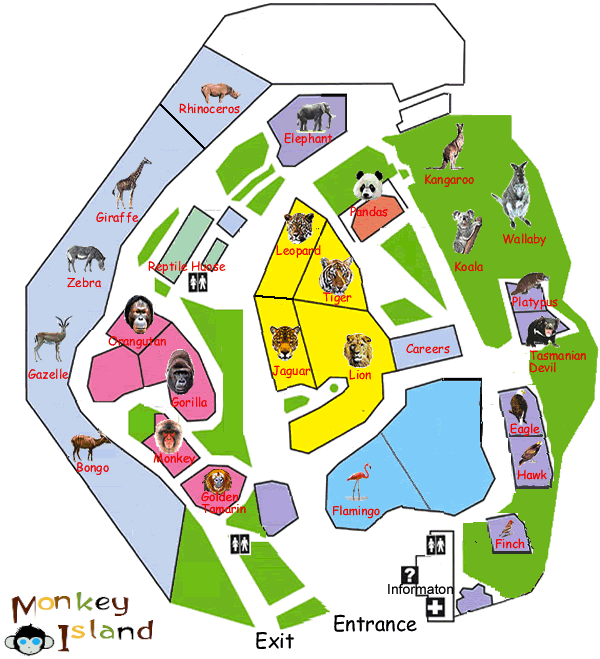 Rhinoceros
Elephant
Kangaroo
Giraffe
Pandas
Wallaby
Leopard
Koala
Reptile House
Zebra
Tiger
Platypus
Orangutan
Careers
Tasmanian
Devil
Gazelle
Jaguar
Lion
Gorilla
Eagle
Monkey
Bongo
Hawk
Golden
Tamarin
Flamingo
Finch
?
Informaton
Monkey
Island
Exit
Entrance